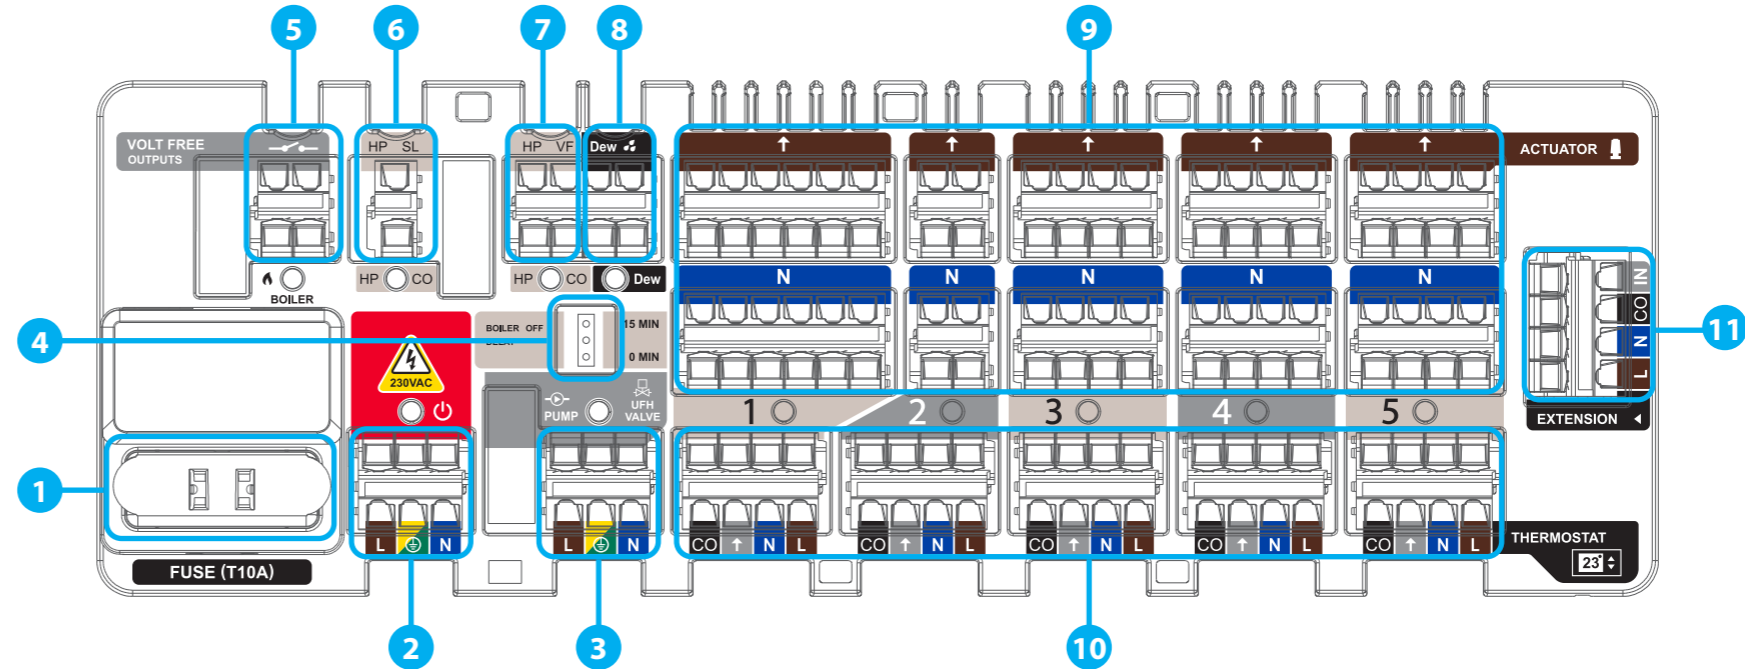 5 6 7 8 9
VOLT FREE
OUTPUTS
HP SL
HP VF
Dew
ACTUATOR
HP CO
HP CO
Dew
N N N N N
BOILER
IN
CO
N
L
EXTENSION
11
4
BOILER OFF
DELAY
15 MIN
0 MIN
230VAC
PUMP
UFH
VALVE
1 2 3 4 5
1
L N
L N
CO N L
CO N L
CO N L
CO N L
CO N L
THERMOSTAT
23°
FUSE (T10A)
2 3 10